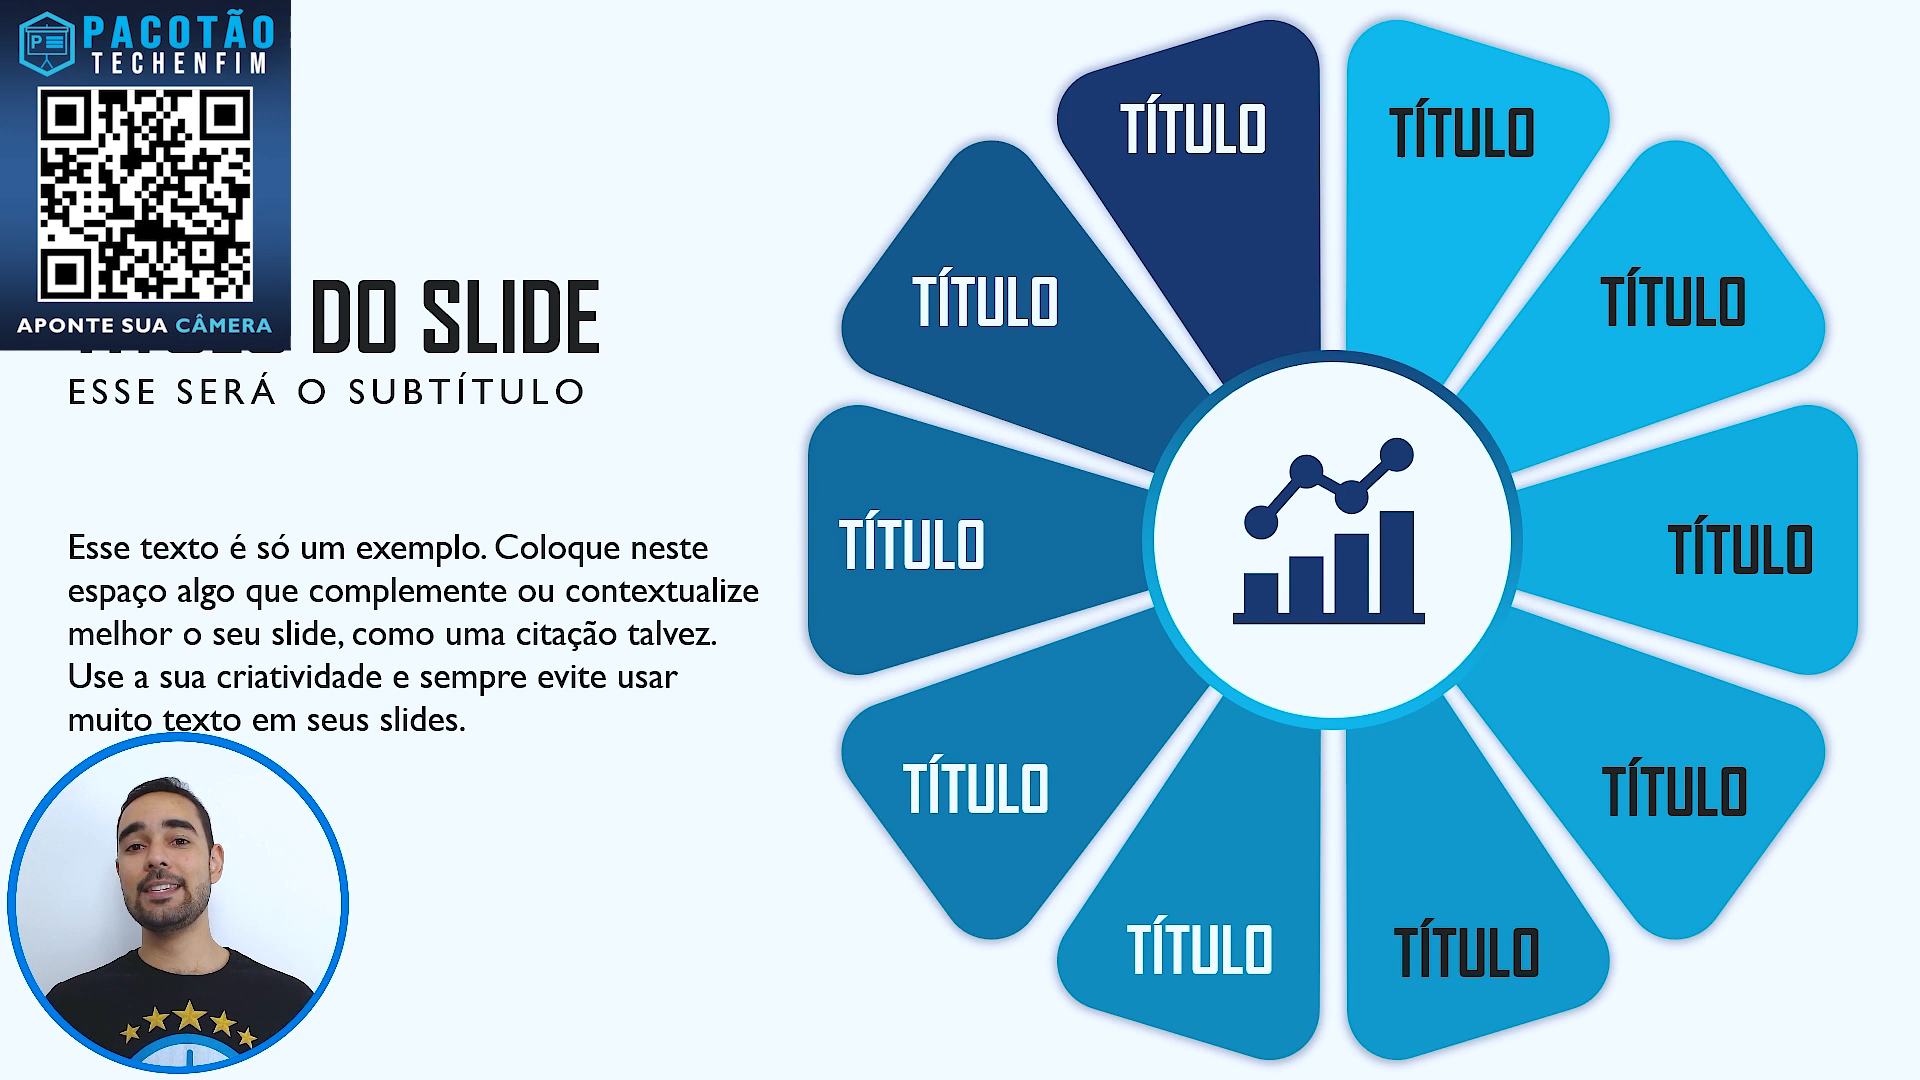 PACOTÃO
TECHENFIM
APONTE SUA CÂMERA
DO SLIDE
ESSE SERÁ O SUBTÍTULO
Esse texto é só um exemplo. Coloque neste
espaço algo que complemente ou contextualize
melhor o seu slide, como uma citação talvez.
Use a sua criatividade e sempre evite usar
muito texto em seus slides.
TÍTULO
TÍTULO
TÍTULO
TÍTULO
TÍTULO
TÍTULO
TÍTULO
TÍTULO
TÍTULO
TÍTULO